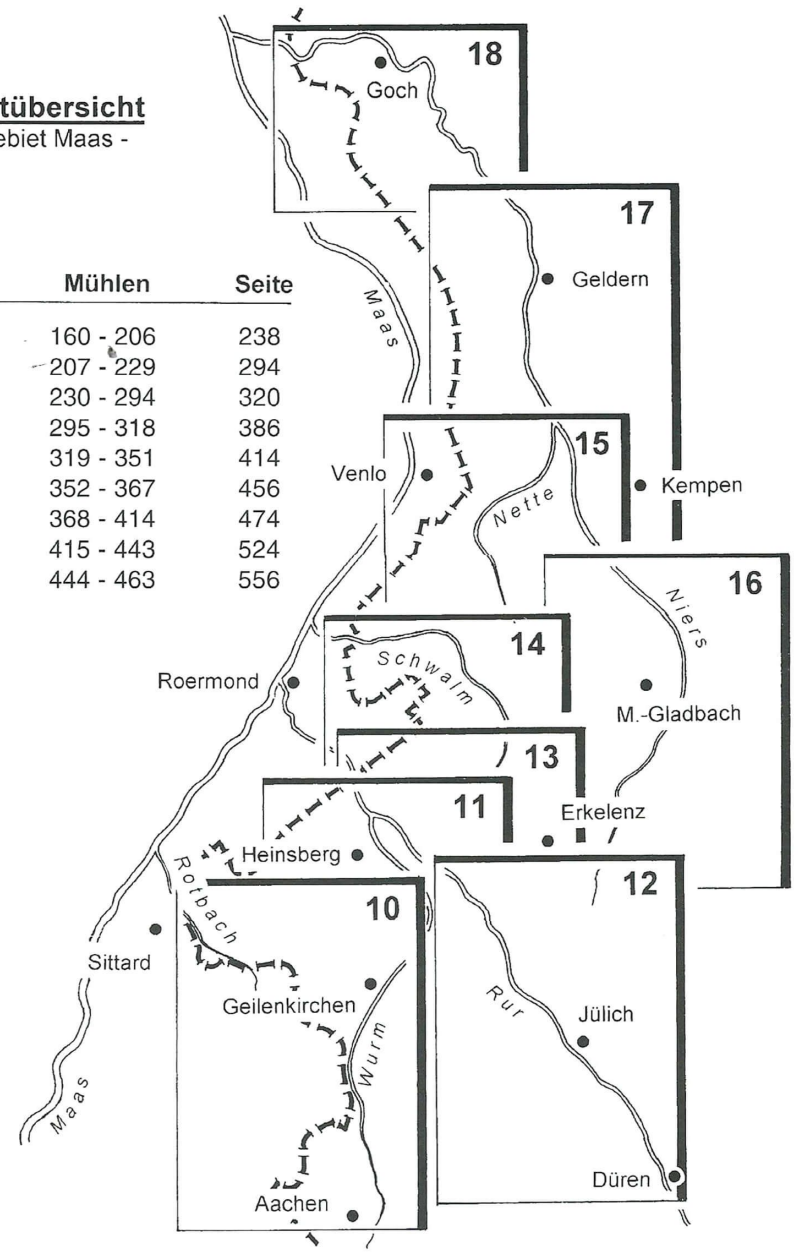 tübersicht
ebiet Maas -
Mühlen Seite
160 - 206 238
207 - 229 294
230 - 294 320
295 - 318 386
319 - 351 414
352 - 367 456
368 - 414 474
415 - 443 524
444 - 463 556
18
Goch
17
Geldern
Maas
15
Venlo
Nette
Kempen
16
Niers
14
Schwalm
Roermond
M.-Gladbach
13
11
Erkelenz
Heinsberg
12
Rotbach
10
Sittard
Geilenkirchen
Rur
Jülich
Wurm
Maas
Düren
Aachen